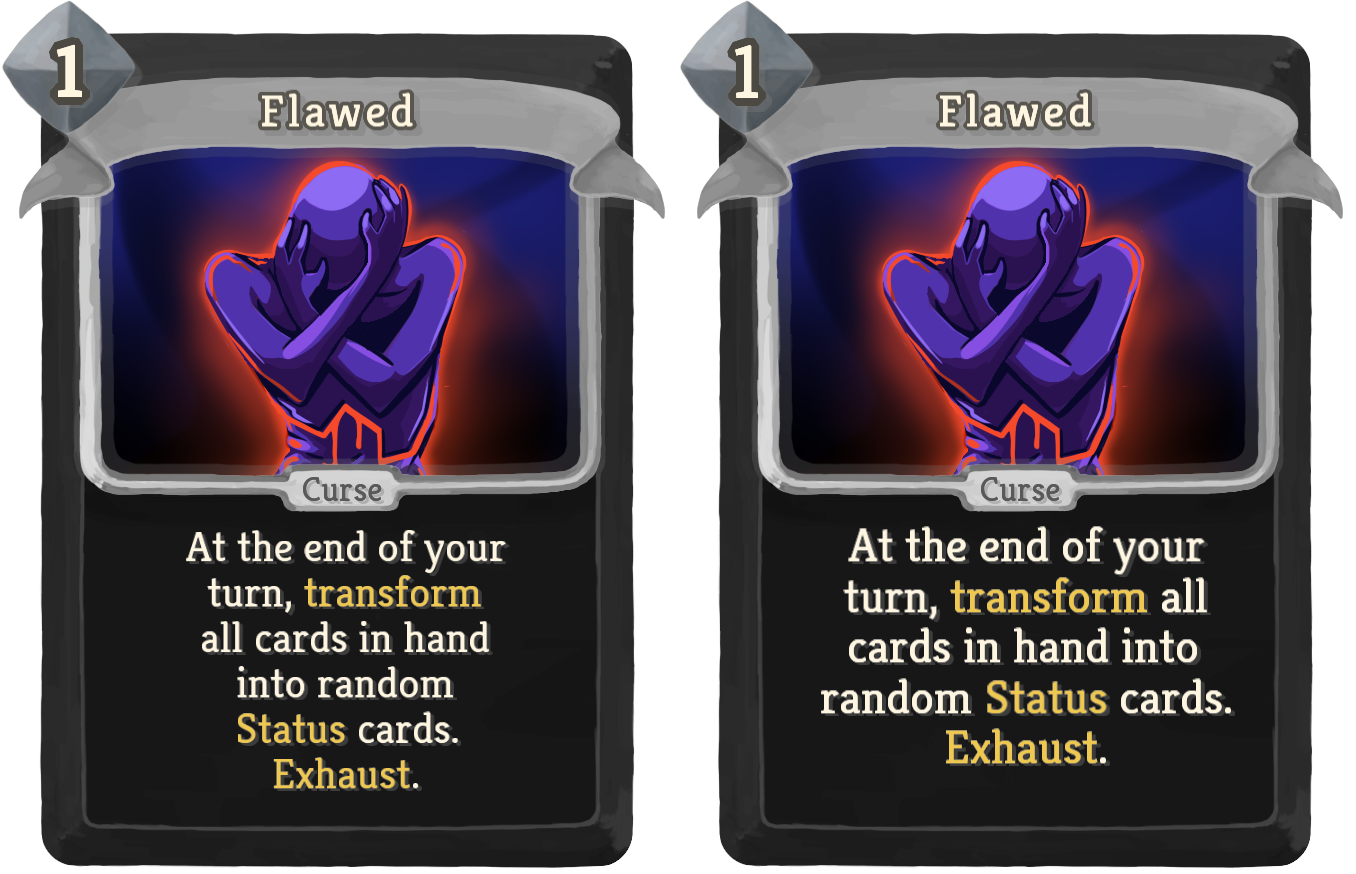 1
Flawed
Curse
At the end of your
turn, transform
all cards in hand
into random
Status cards.
Exhaust.
1
Flawed
Curse
At the end of your
turn, transform all
cards in hand into
random Status cards.
Exhaust.